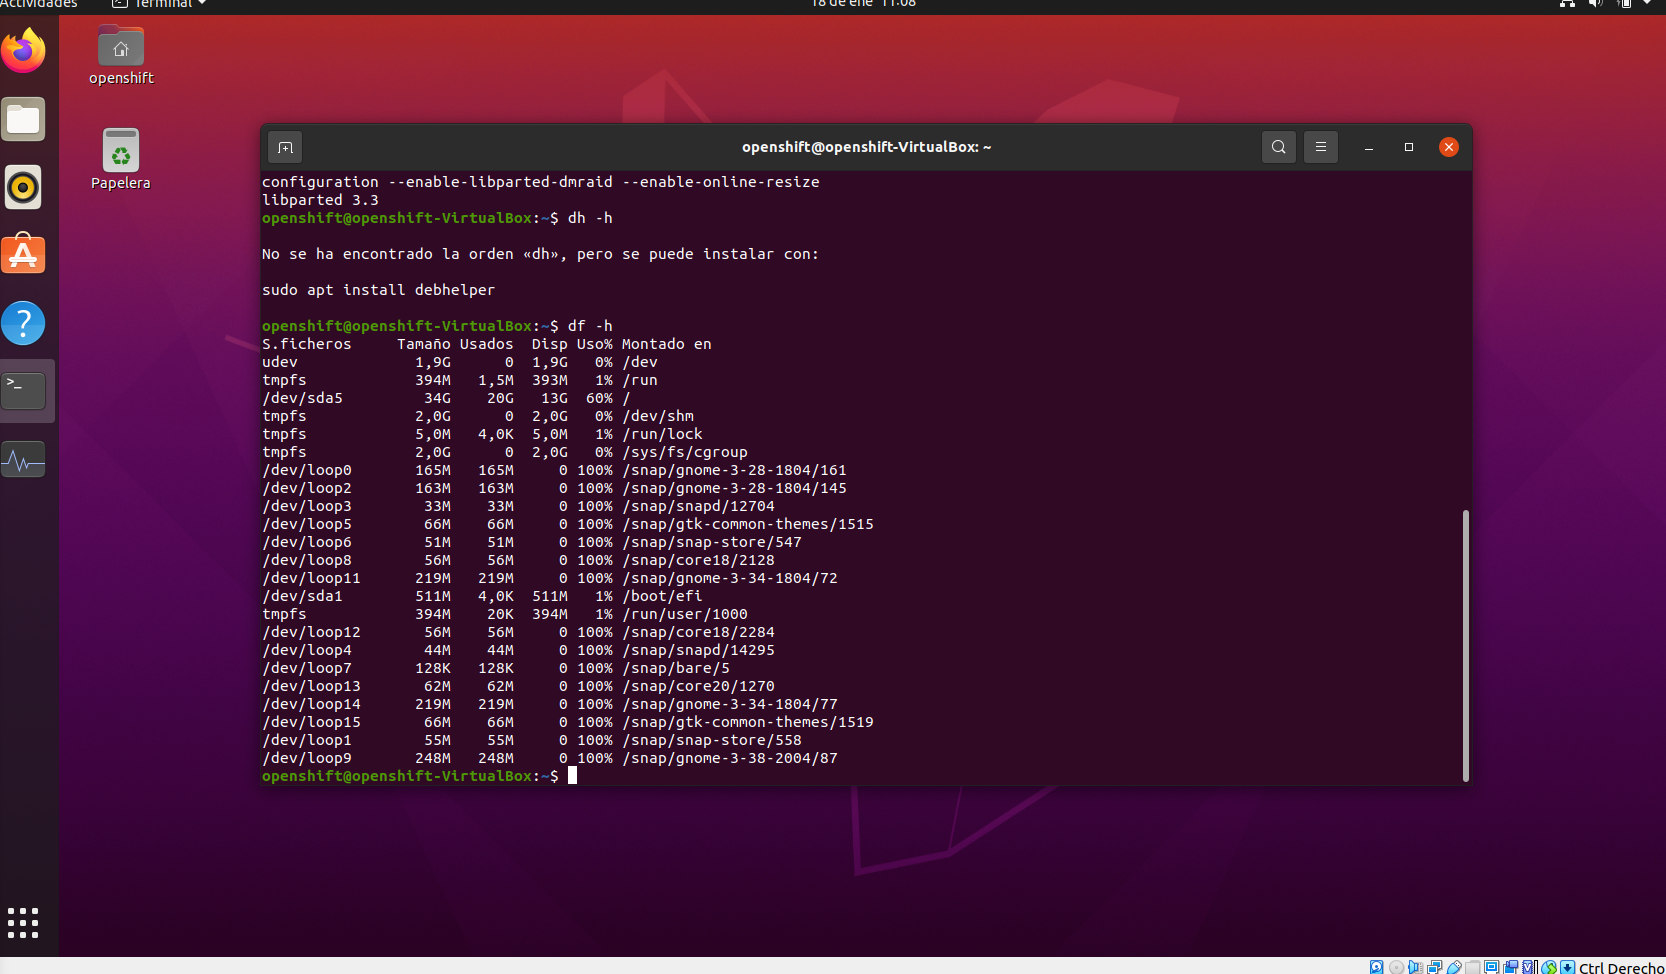 Actividades Terminal 18 de ene 11:08
openshift
Papelera
openshift@openshift-VirtualBox: ~
configuration --enable-libparted-dmraid --enable-online-resize
libparted 3.3
openshift@openshift-VirtualBox:~$ dh -h
No se ha encontrado la orden «dh», pero se puede instalar con:
sudo apt install debhelper
openshift@openshift-VirtualBox:~$ df -h
S.ficheros Tamaño Usados Disp Uso% Montado en
udev 1,9G 0 1,9G 0% /dev
tmpfs 394M 1,5M 393M 1% /run
/dev/sda5 34G 20G 13G 60% /
tmpfs 2,0G 0 2,0G 0% /dev/shm
tmpfs 5,0M 4,0K 5,0M 1% /run/lock
tmpfs 2,0G 0 2,0G 0% /sys/fs/cgroup
/dev/loop0 165M 165M 0 100% /snap/gnome-3-28-1804/161
/dev/loop2 163M 163M 0 100% /snap/gnome-3-28-1804/145
/dev/loop3 33M 33M 0 100% /snap/snapd/12704
/dev/loop5 66M 66M 0 100% /snap/gtk-common-themes/1515
/dev/loop6 51M 51M 0 100% /snap/snap-store/547
/dev/loop8 56M 56M 0 100% /snap/core18/2128
/dev/loop11 219M 219M 0 100% /snap/gnome-3-34-1804/72
/dev/sda1 511M 4,0K 511M 1% /boot/efi
tmpfs 394M 20K 394M 1% /run/user/1000
/dev/loop12 56M 56M 0 100% /snap/core18/2284
/dev/loop4 44M 44M 0 100% /snap/snapd/14295
/dev/loop7 128K 128K 0 100% /snap/bare/5
/dev/loop13 62M 62M 0 100% /snap/core20/1270
/dev/loop14 219M 219M 0 100% /snap/gnome-3-34-1804/77
/dev/loop15 66M 66M 0 100% /snap/gtk-common-themes/1519
/dev/loop1 55M 55M 0 100% /snap/snap-store/558
/dev/loop9 248M 248M 0 100% /snap/gnome-3-38-2004/87
openshift@openshift-VirtualBox:~$
Ctrl Derecho